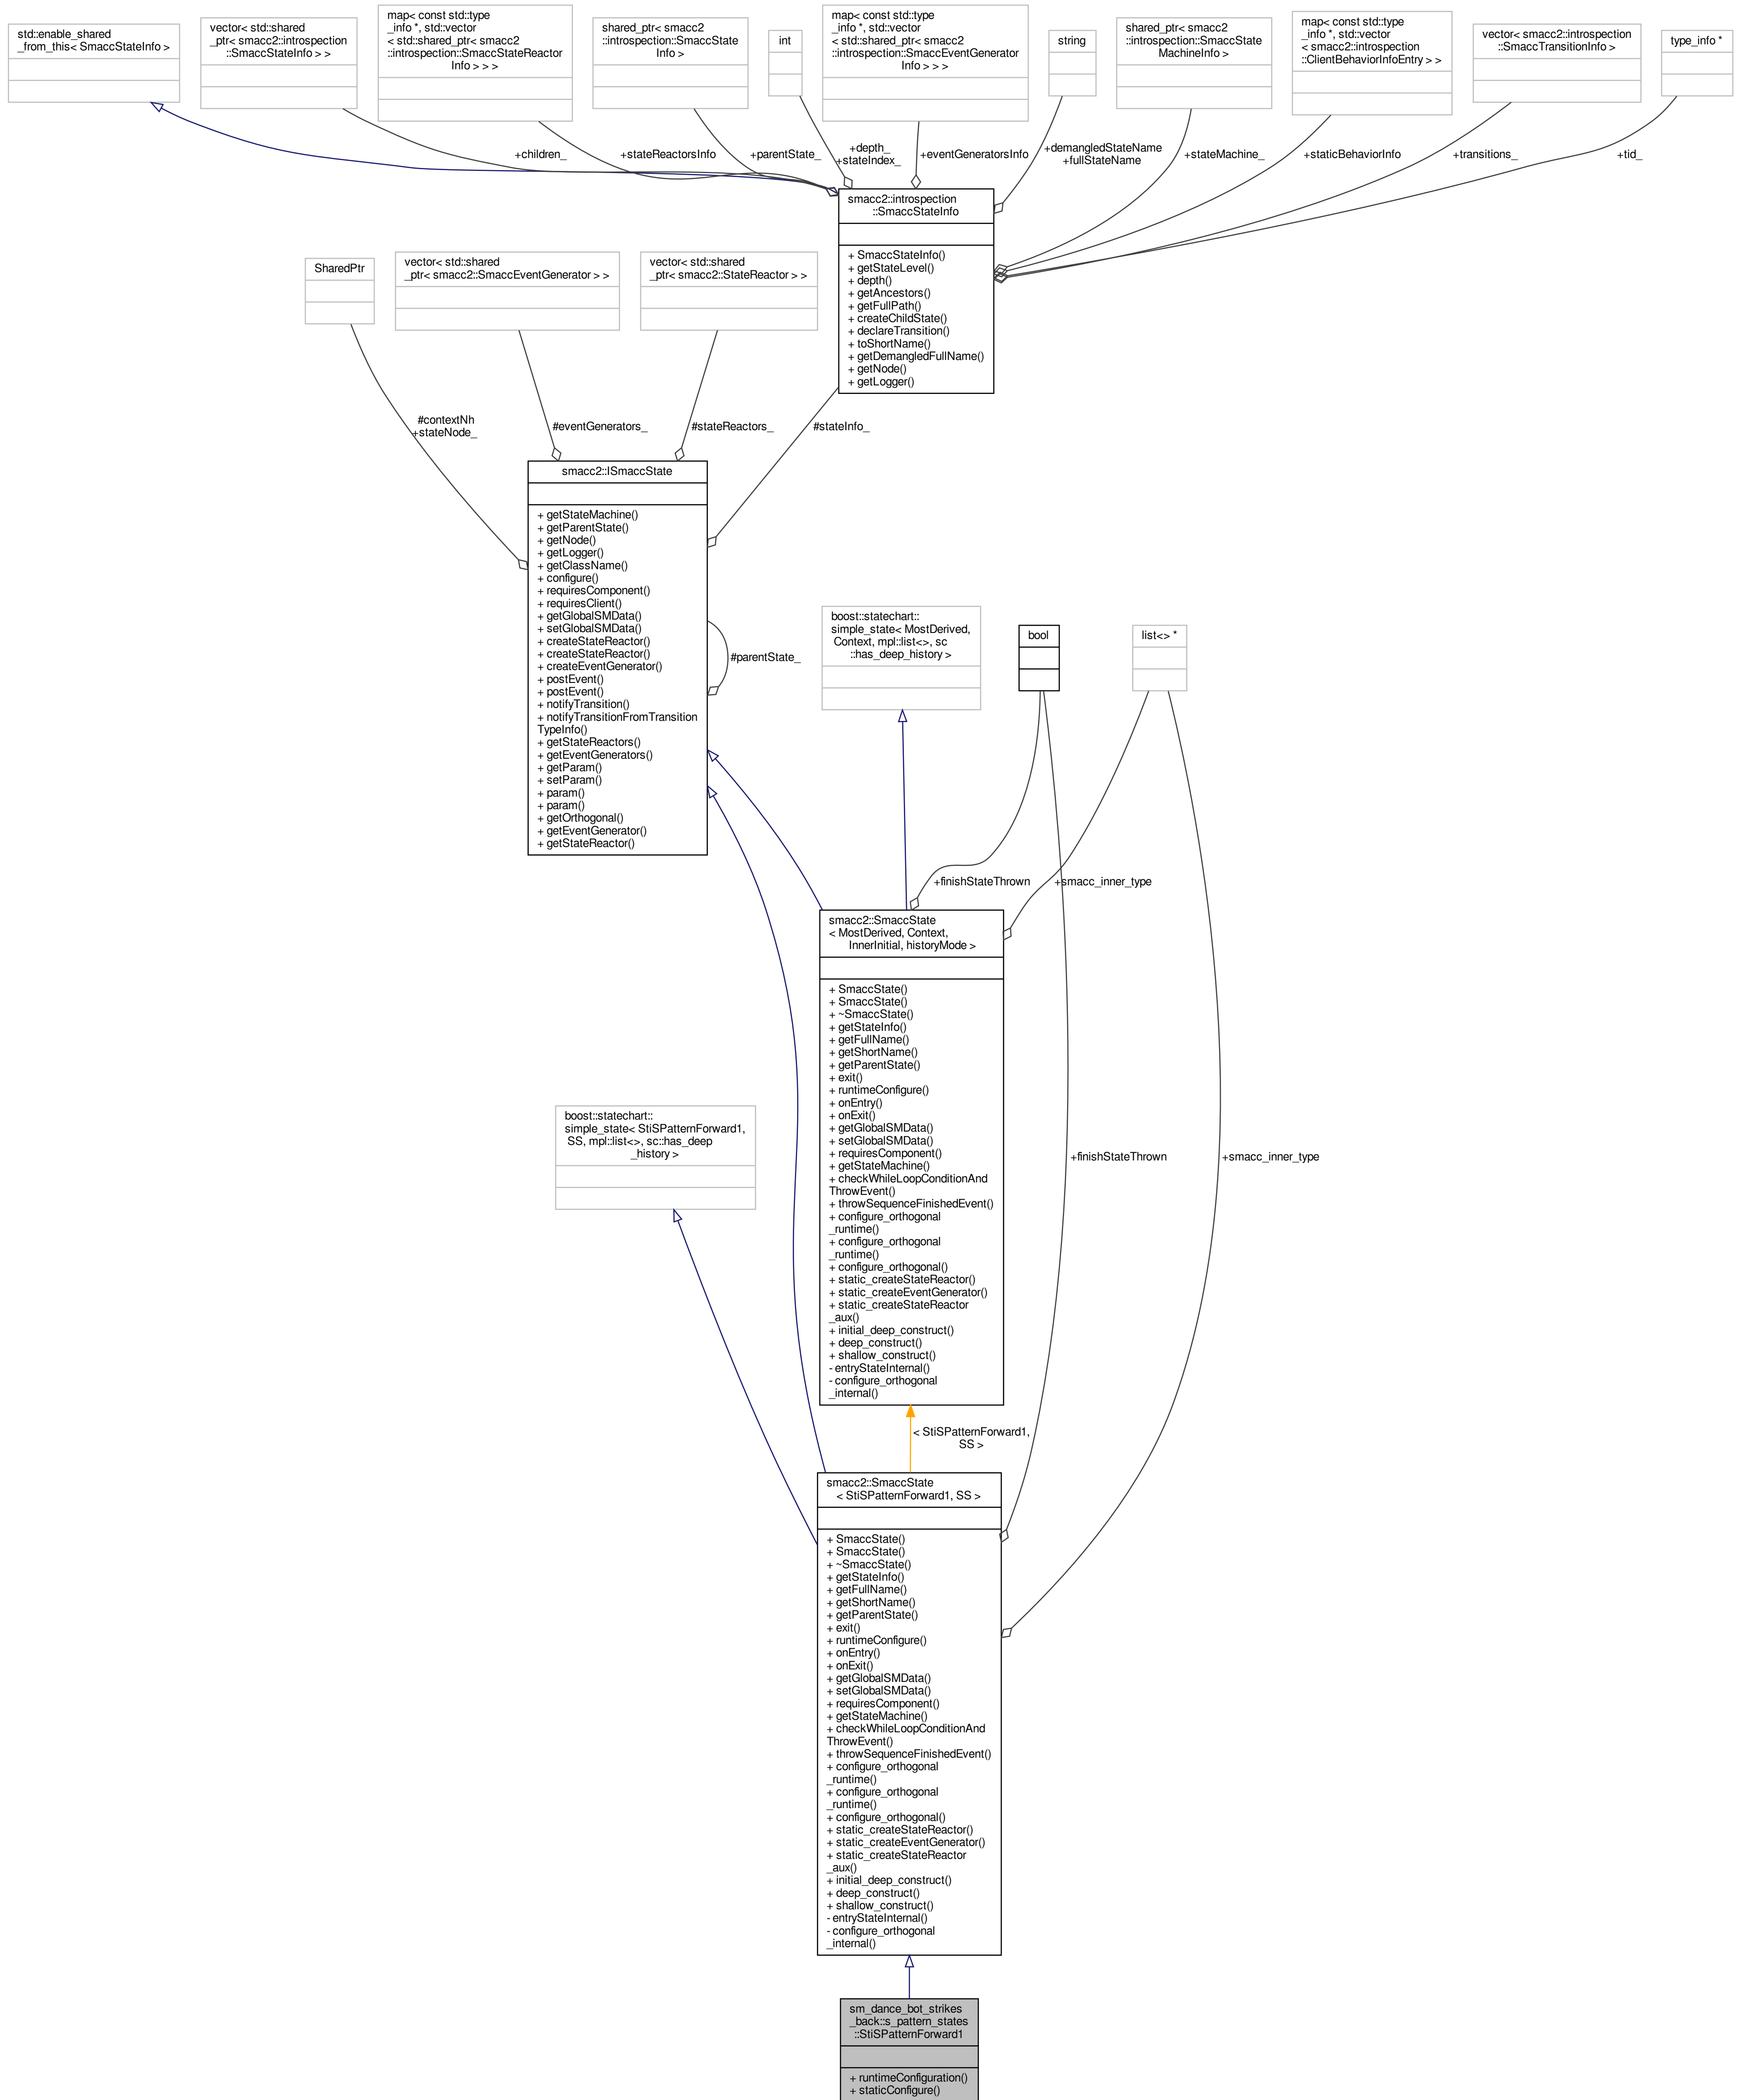 std::enable_shared
_from_this< SmaccStateInfo >
vector< std::shared
_ptr< smacc2::introspection
::SmaccStateInfo > >
map< const std::type
_info *, std::vector
< std::shared_ptr< smacc2
::introspection::SmaccStateReactor
Info > > >
shared_ptr< smacc2
::introspection::SmaccState
Info >
int
map< const std::type
_info *, std::vector
< std::shared_ptr< smacc2
::introspection::SmaccEventGenerator
Info > > >
string
shared_ptr< smacc2
::introspection::SmaccState
MachineInfo >
map< const std::type
_info *, std::vector
< smacc2::introspection
::ClientBehaviorInfoEntry > >
vector< smacc2::introspection
::SmaccTransitionInfo >
type_info *
+children_
+stateReactorsInfo
+parentState_
+depth_
+stateIndex_
+eventGeneratorsInfo
+demangledStateName
+fullStateName
+stateMachine_
+staticBehaviorInfo
+transitions_
+tid_
smacc2::introspection
::SmaccStateInfo
+ SmaccStateInfo()
+ getStateLevel()
+ depth()
+ getAncestors()
+ getFullPath()
+ createChildState()
+ declareTransition()
+ toShortName()
+ getDemangledFullName()
+ getNode()
+ getLogger()
SharedPtr
vector< std::shared
_ptr< smacc2::SmaccEventGenerator > >
vector< std::shared
_ptr< smacc2::StateReactor > >
#contextNh
+stateNode_
#eventGenerators_
#stateReactors_
#stateInfo_
smacc2::ISmaccState
+ getStateMachine()
+ getParentState()
+ getNode()
+ getLogger()
+ getClassName()
+ configure()
+ requiresComponent()
+ requiresClient()
+ getGlobalSMData()
+ setGlobalSMData()
+ createStateReactor()
+ createStateReactor()
+ createEventGenerator()
+ postEvent()
+ postEvent()
+ notifyTransition()
+ notifyTransitionFromTransition
TypeInfo()
+ getStateReactors()
+ getEventGenerators()
+ getParam()
+ setParam()
+ param()
+ param()
+ getOrthogonal()
+ getEventGenerator()
+ getStateReactor()
#parentState_
boost::statechart::
simple_state< MostDerived,
Context, mpl::list<>, sc
::has_deep_history >
bool
list<> *
+finishStateThrown
+smacc_inner_type
smacc2::SmaccState
< MostDerived, Context,
InnerInitial, historyMode >
+ SmaccState()
+ SmaccState()
+ ~SmaccState()
+ getStateInfo()
+ getFullName()
+ getShortName()
+ getParentState()
+ exit()
+ runtimeConfigure()
+ onEntry()
+ onExit()
+ getGlobalSMData()
+ setGlobalSMData()
+ requiresComponent()
+ getStateMachine()
+ checkWhileLoopConditionAnd
ThrowEvent()
+ throwSequenceFinishedEvent()
+ configure_orthogonal
_runtime()
+ configure_orthogonal
_runtime()
+ configure_orthogonal()
+ static_createStateReactor()
+ static_createEventGenerator()
+ static_createStateReactor
_aux()
+ initial_deep_construct()
+ deep_construct()
+ shallow_construct()
- entryStateInternal()
- configure_orthogonal
_internal()
boost::statechart::
simple_state< StiSPatternForward1,
SS, mpl::list<>, sc::has_deep
_history >
+finishStateThrown
+smacc_inner_type
< StiSPatternForward1,
SS >
smacc2::SmaccState
< StiSPatternForward1, SS >
+ SmaccState()
+ SmaccState()
+ ~SmaccState()
+ getStateInfo()
+ getFullName()
+ getShortName()
+ getParentState()
+ exit()
+ runtimeConfigure()
+ onEntry()
+ onExit()
+ getGlobalSMData()
+ setGlobalSMData()
+ requiresComponent()
+ getStateMachine()
+ checkWhileLoopConditionAnd
ThrowEvent()
+ throwSequenceFinishedEvent()
+ configure_orthogonal
_runtime()
+ configure_orthogonal
_runtime()
+ configure_orthogonal()
+ static_createStateReactor()
+ static_createEventGenerator()
+ static_createStateReactor
_aux()
+ initial_deep_construct()
+ deep_construct()
+ shallow_construct()
- entryStateInternal()
- configure_orthogonal
_internal()
sm_dance_bot_strikes
_back::s_pattern_states
::StiSPatternForward1
+ runtimeConfiguration()
+ staticConfigure()